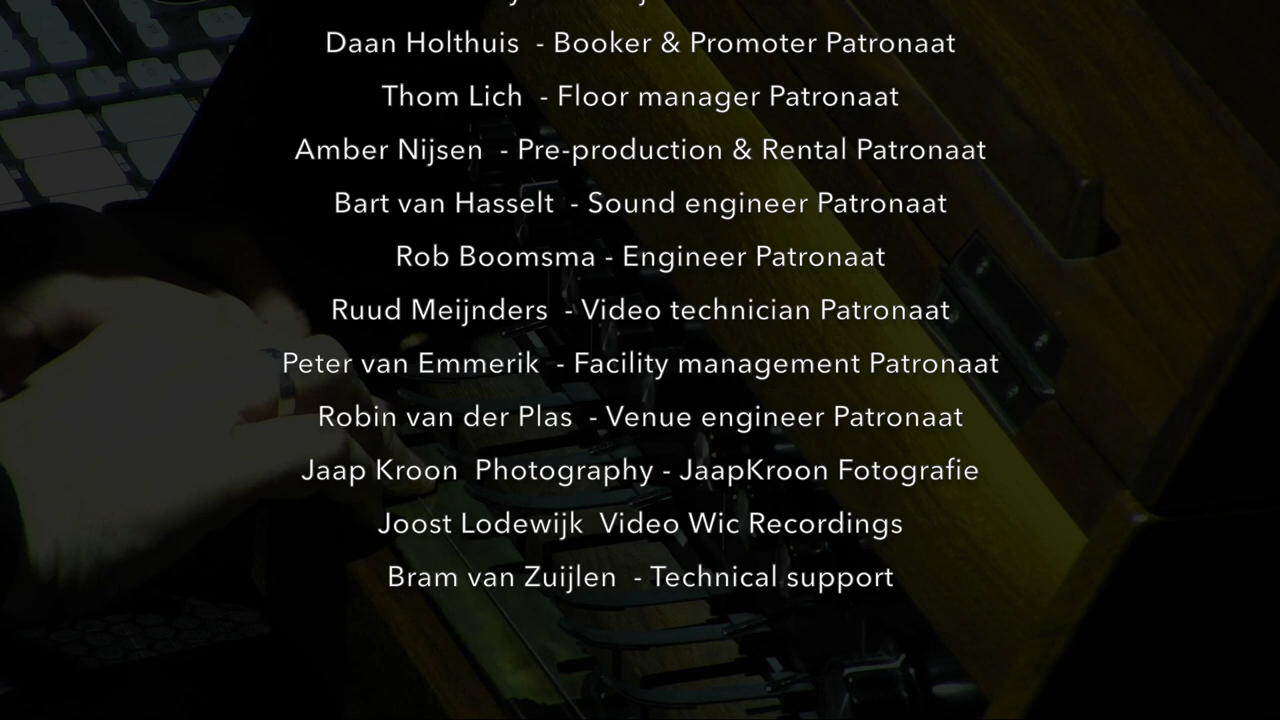 Daan Holthuis - Booker & Promoter Patronaat
Thom Lich - Floor manager Patronaat
Amber Nijsen - Pre-production & Rental Patronaat
Bart van Hasselt - Sound engineer Patronaat
Rob Boomsma - Engineer Patronaat
Ruud Meijnders - Video technician Patronaat
Peter van Emmerik - Facility management Patronaat
Robin van der Plas - Venue engineer Patronaat
Jaap Kroon Photography - JaapKroon Fotografie
Joost Lodewijk Video Wic Recordings
Bram van Zuijlen - Technical support